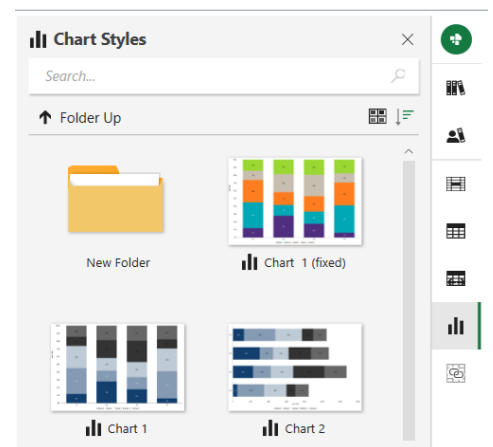 Chart Styles
Search...
Folder Up
New Folder
Chart  1 (fixed)
Chart 1
Chart 2